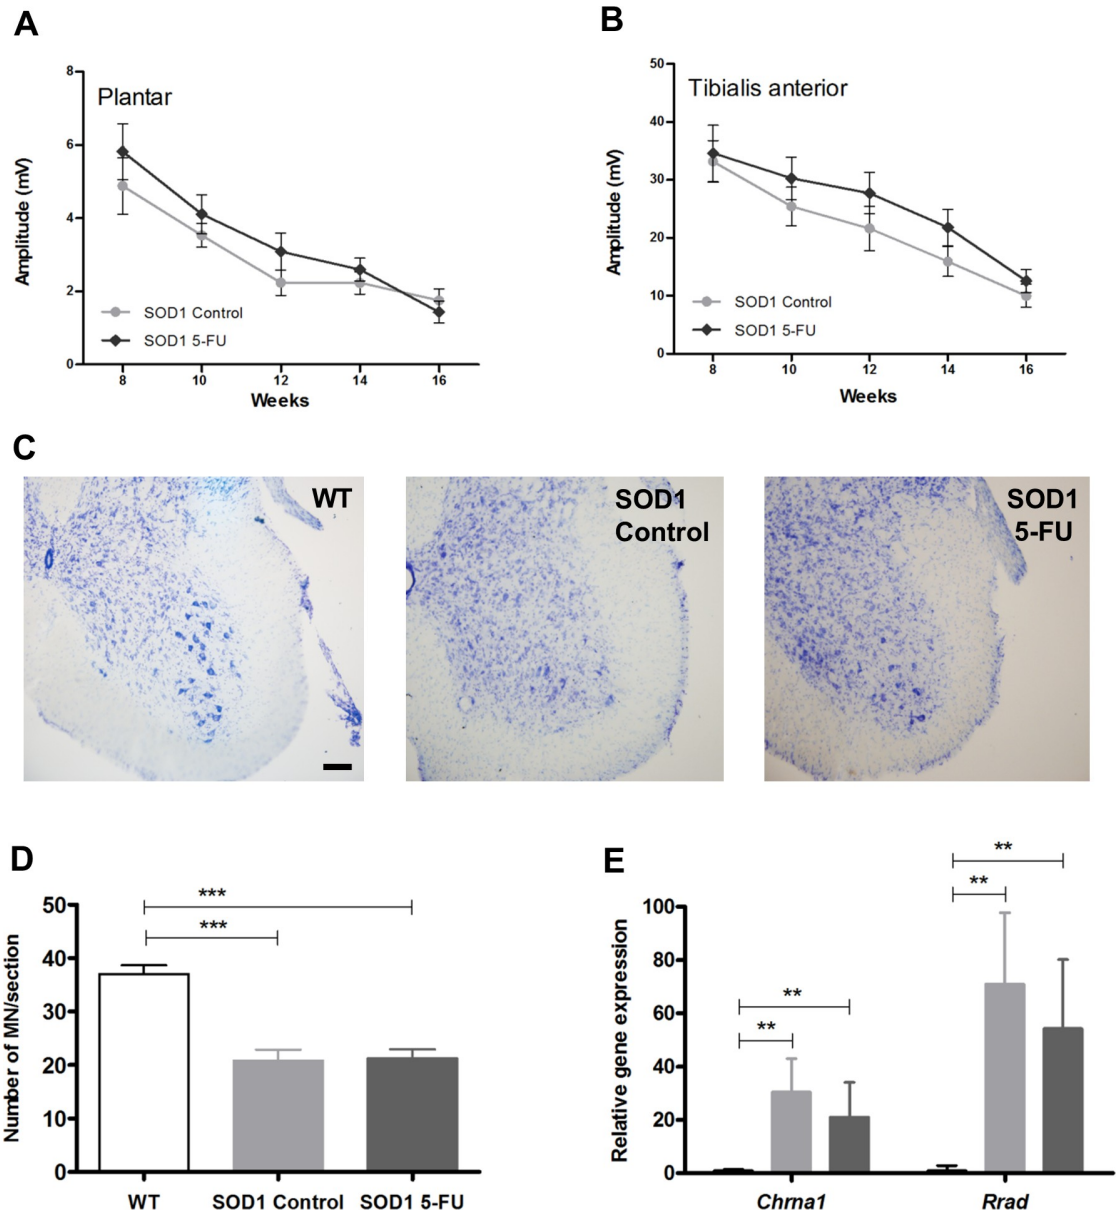 A
Plantar
Amplitude (mV)
8
6
4
2
0
SOD1 Control
SOD1 5-FU
8 10 12 14 16
Weeks
B
Tibialis anterior
Amplitude (mV)
50
40
30
20
10
0
SOD1 Control
SOD1 5-FU
8 10 12 14 16
Weeks
C
WT
SOD1
Control
SOD1
5-FU
D
Number of MN/section
50
40
30
20
10
0
***
***
WT SOD1 Control SOD1 5-FU
E
Relative gene expression
100
80
60
40
20
0
**
**
**
**
Chrna1 Rrad